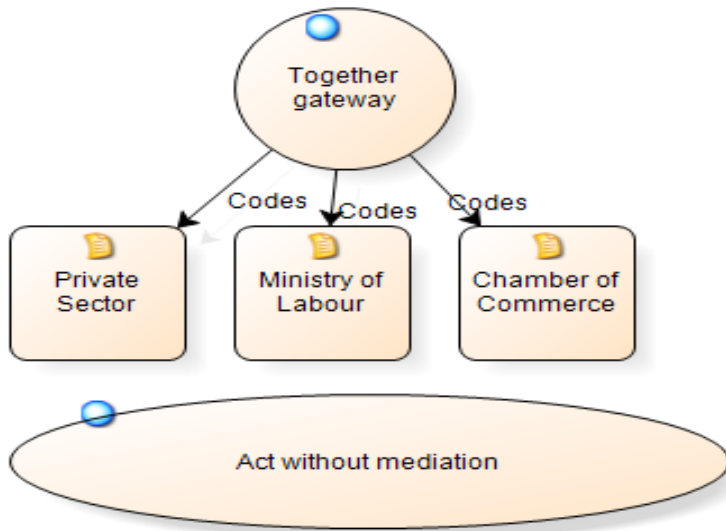 Together
gateway
Codes
Codes
Codes
Private
Sector
Ministry of
Labour
Chamber of
Commerce
Act without mediation